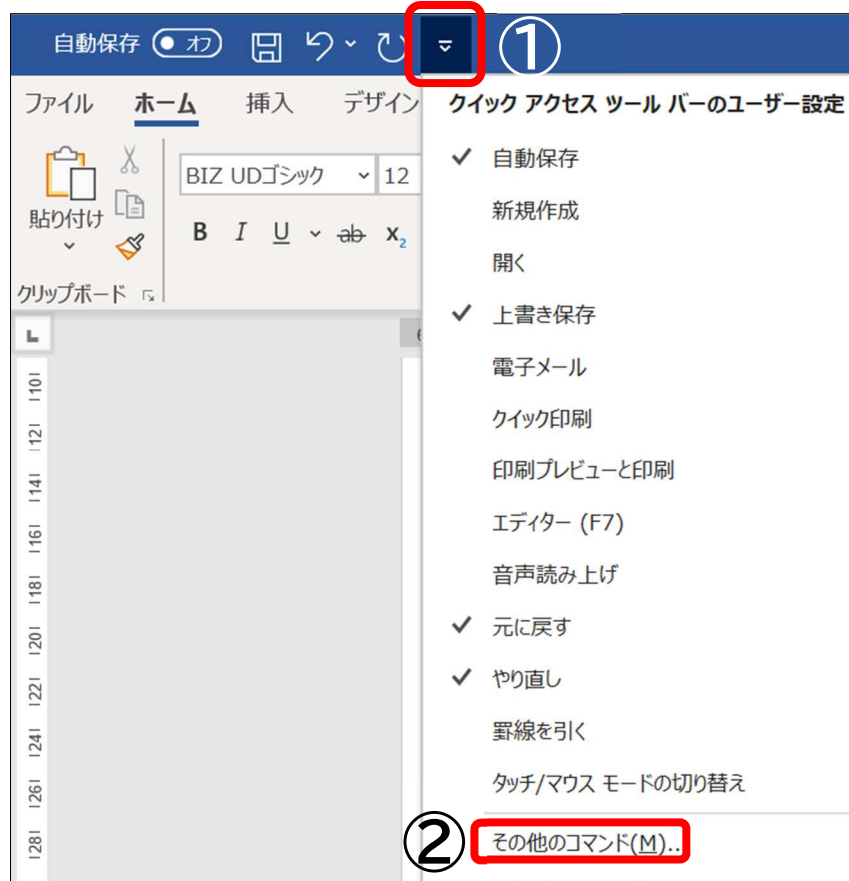 自動保存 オフ
①
ファイル ホーム 挿入 デザイン
クイック アクセス ツール バーのユーザー設定
貼り付け
BIZ UDゴシック 12
B I U ab x₂
クリップボード
自動保存
新規作成
開く
上書き保存
電子メール
クイック印刷
印刷プレビューと印刷
エディター (F7)
音声読み上げ
元に戻す
やり直し
罫線を引く
タッチ/マウス モードの切り替え
② その他のコマンド(M)..
L
6
10
12
14
16
18
20
22
24
26
28